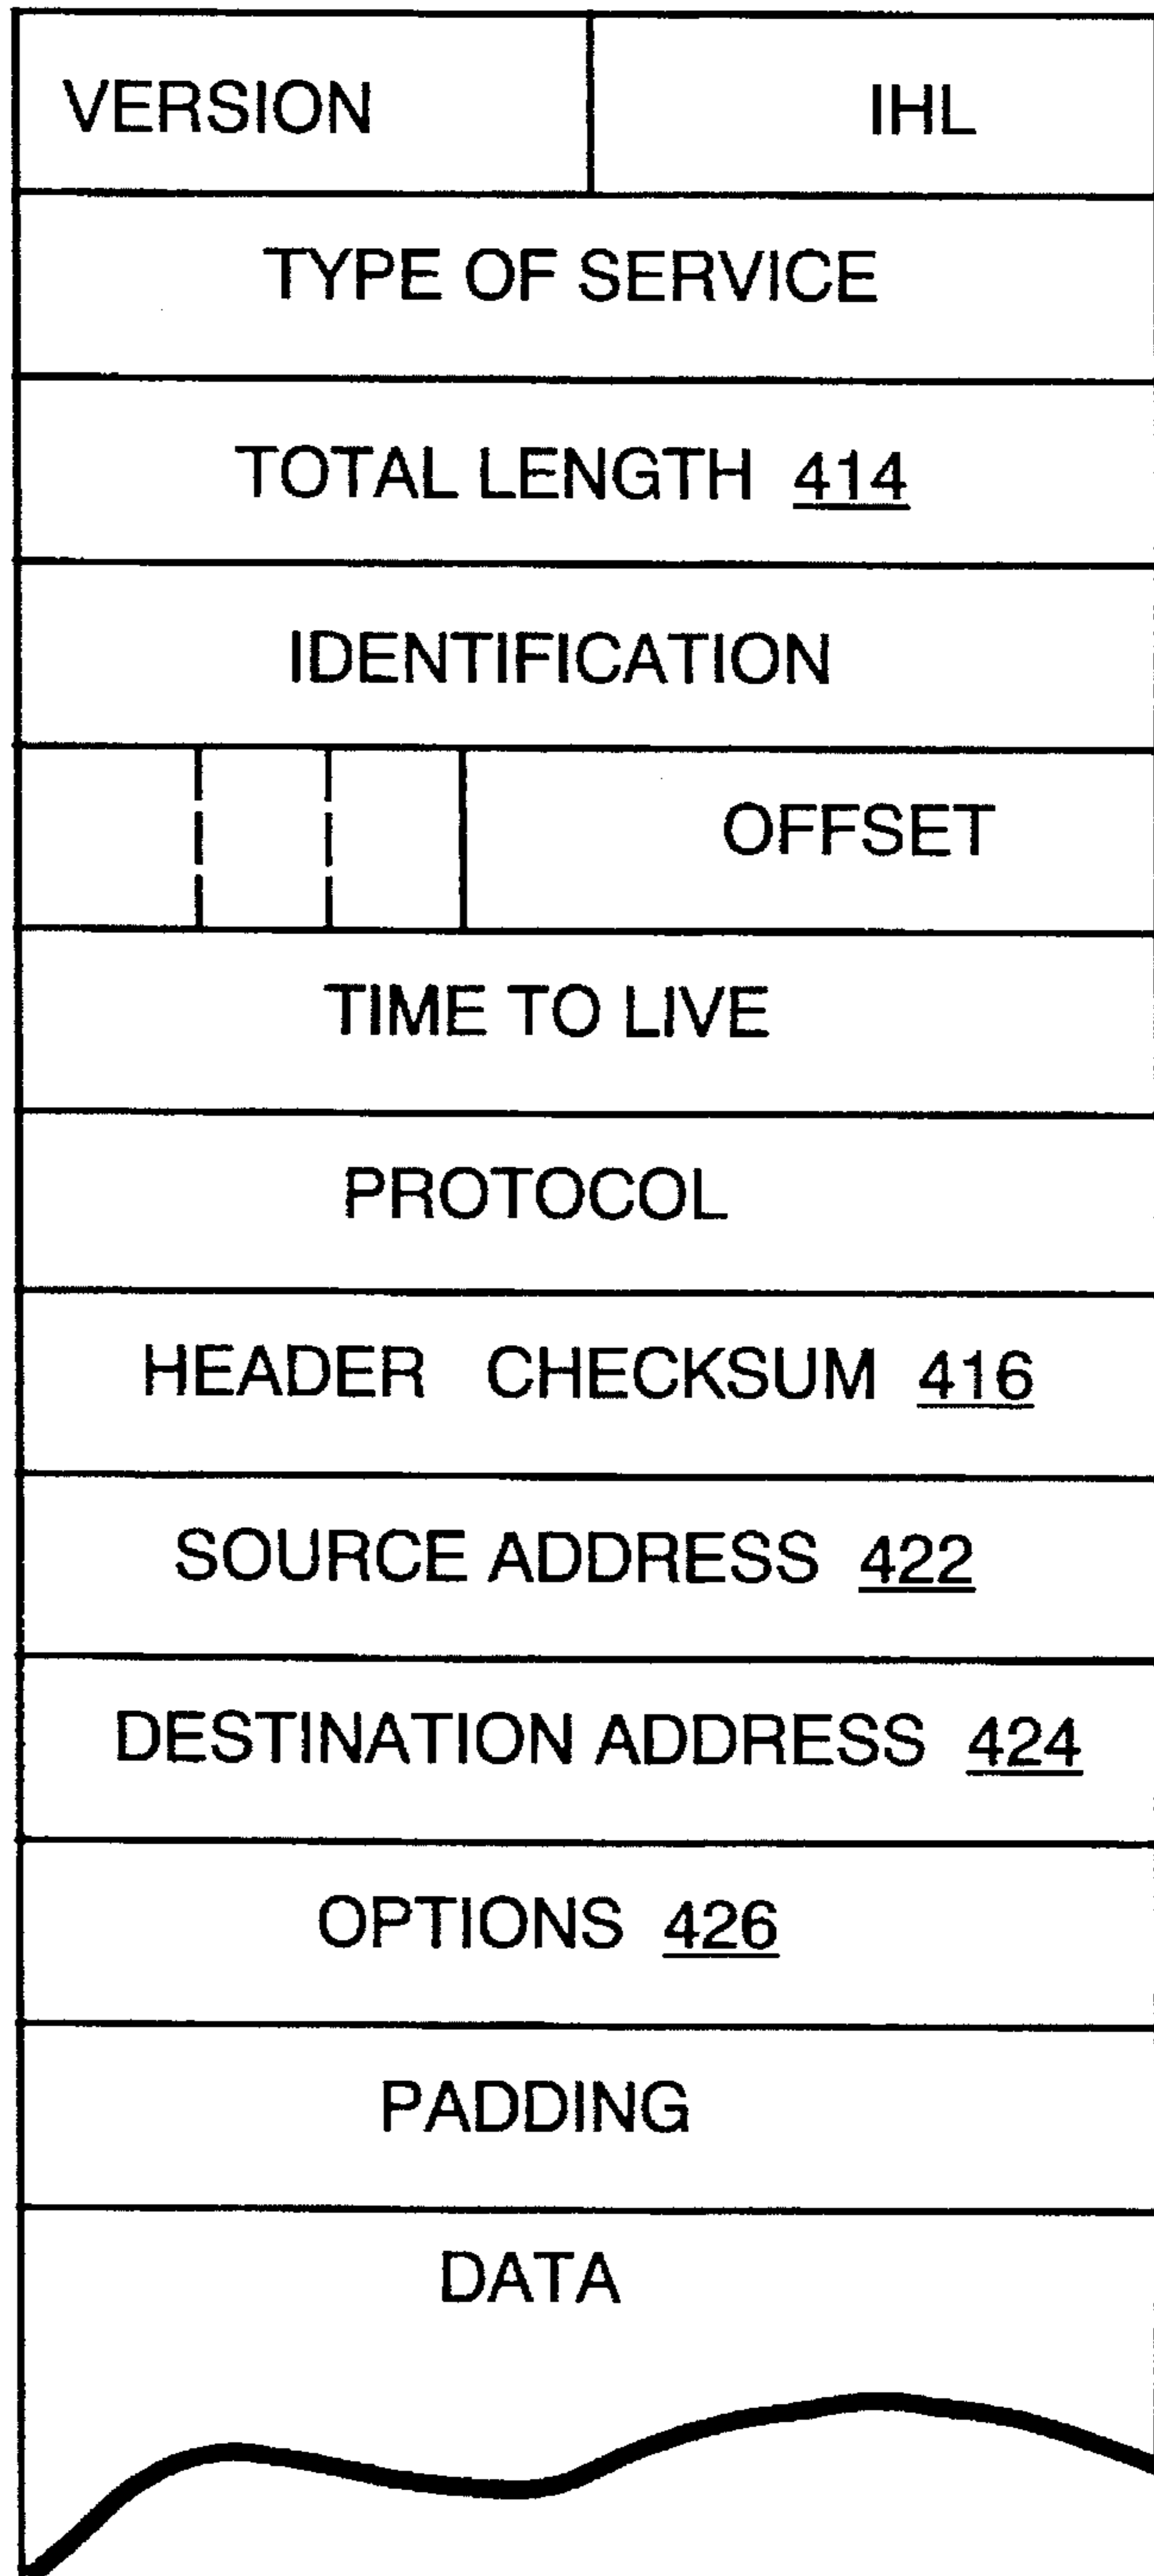 VERSION IHL
TYPE OF SERVICE
TOTAL LENGTH 414
IDENTIFICATION
OFFSET
TIME TO LIVE
PROTOCOL
HEADER CHECKSUM 416
SOURCE ADDRESS 422
DESTINATION ADDRESS 424
OPTIONS 426
PADDING
DATA